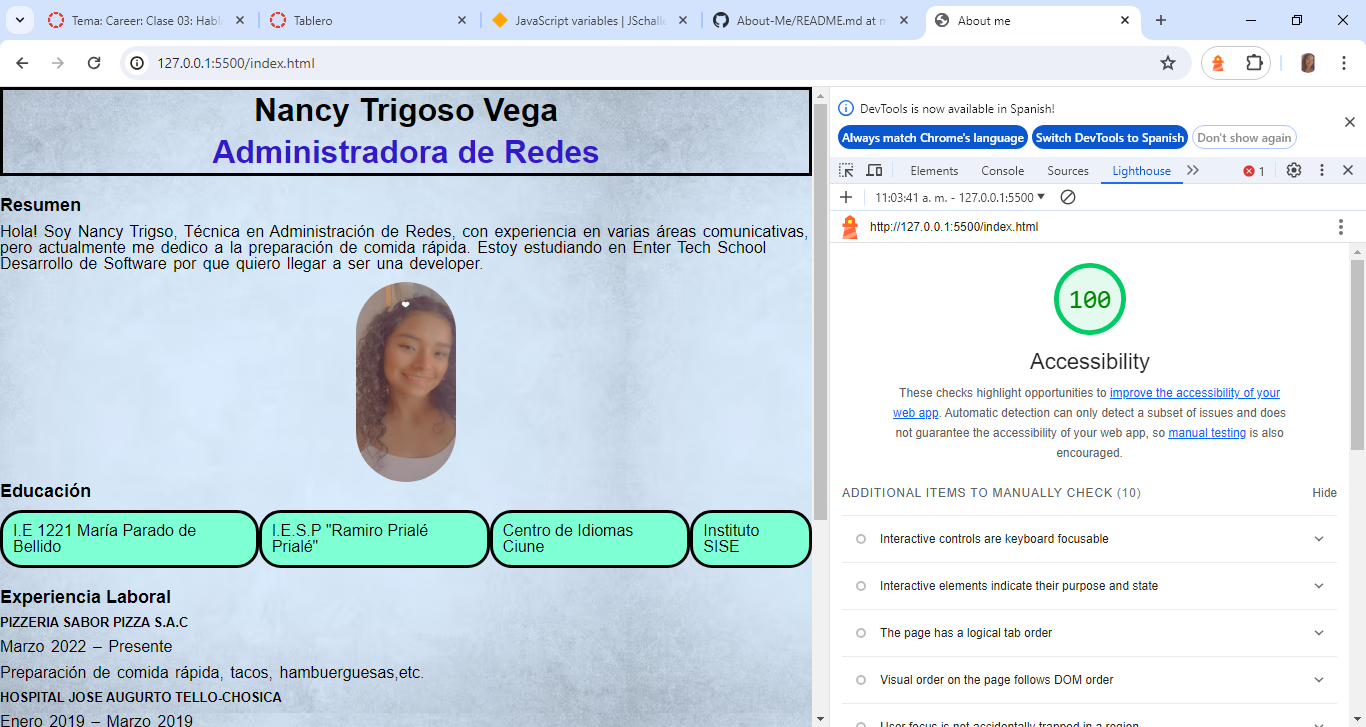 Tema: Career: Clase 03: Habl
Tablero
JavaScript variables | JSchalle
About-Me/README.md at m
About me
127.0.0.1:5500/index.html
Nancy Trigoso Vega
Administradora de Redes
Resumen
Hola! Soy Nancy Trigso, Técnica en Administración de Redes, con experiencia en varias áreas comunicativas,
pero actualmente me dedico a la preparación de comida rápida. Estoy estudiando en Enter Tech School
Desarrollo de Software por que quiero llegar a ser una developer.
Educación
I.E 1221 María Parado de
Bellido
I.E.S.P "Ramiro Prialé
Prialé"
Centro de Idiomas
Ciune
Instituto
SISE
Experiencia Laboral
PIZZERIA SABOR PIZZA S.A.C
Marzo 2022 – Presente
Preparación de comida rápida, tacos, hambuerguesas,etc.
HOSPITAL JOSE AUGURTO TELLO-CHOSICA
Enero 2019 – Marzo 2019
DevTools is now available in Spanish!
Always match Chrome's language
Switch DevTools to Spanish
Don't show again
Elements
Console
Sources
Lighthouse
1
11:03:41 a. m. - 127.0.0.1:5500
http://127.0.0.1:5500/index.html
100
Accessibility
These checks highlight opportunities to improve the accessibility of your
web app. Automatic detection can only detect a subset of issues and does
not guarantee the accessibility of your web app, so manual testing is also
encouraged.
ADDITIONAL ITEMS TO MANUALLY CHECK (10)
Hide
Interactive controls are keyboard focusable
Interactive elements indicate their purpose and state
The page has a logical tab order
Visual order on the page follows DOM order
User focus is not accidentally trapped in a region